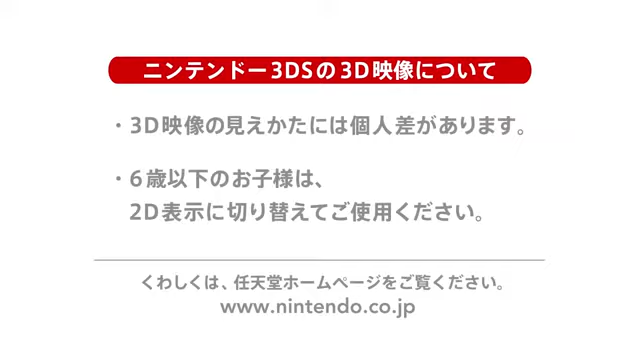 ニンテンドー3DSの3D映像について
・3D映像の見えかたには個人差があります。
・6歳以下のお子様は、
2D表示に切り替えてご使用ください。
くわしくは、任天堂ホームページをご覧ください。
www.nintendo.co.jp